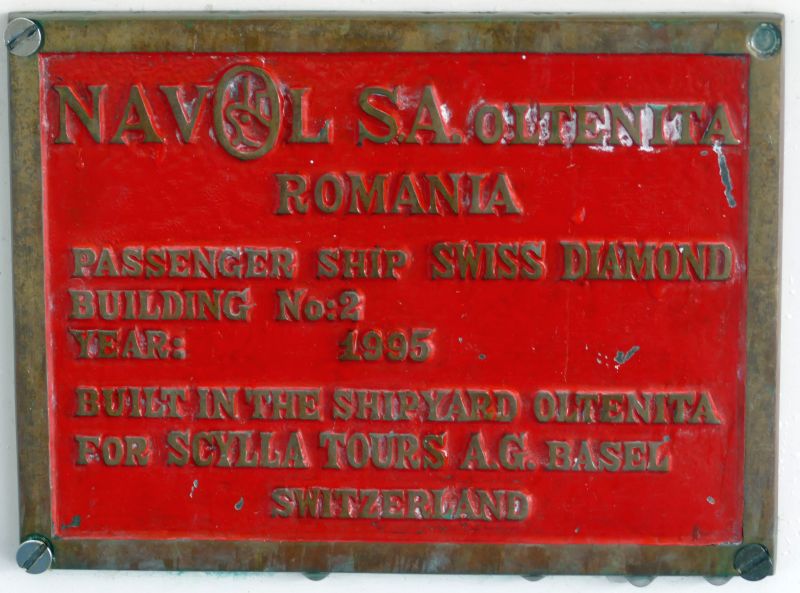 NAVOL SA. OLTENITA
ROMANIA
PASSENGER SHIP SWISS DIAMOND
BUILDING No:2
YEAR: 1995
BUILT IN THE SHIPYARD OLTENITA
FOR SCYLLA TOURS A.G. BASEL
SWITZERLAND